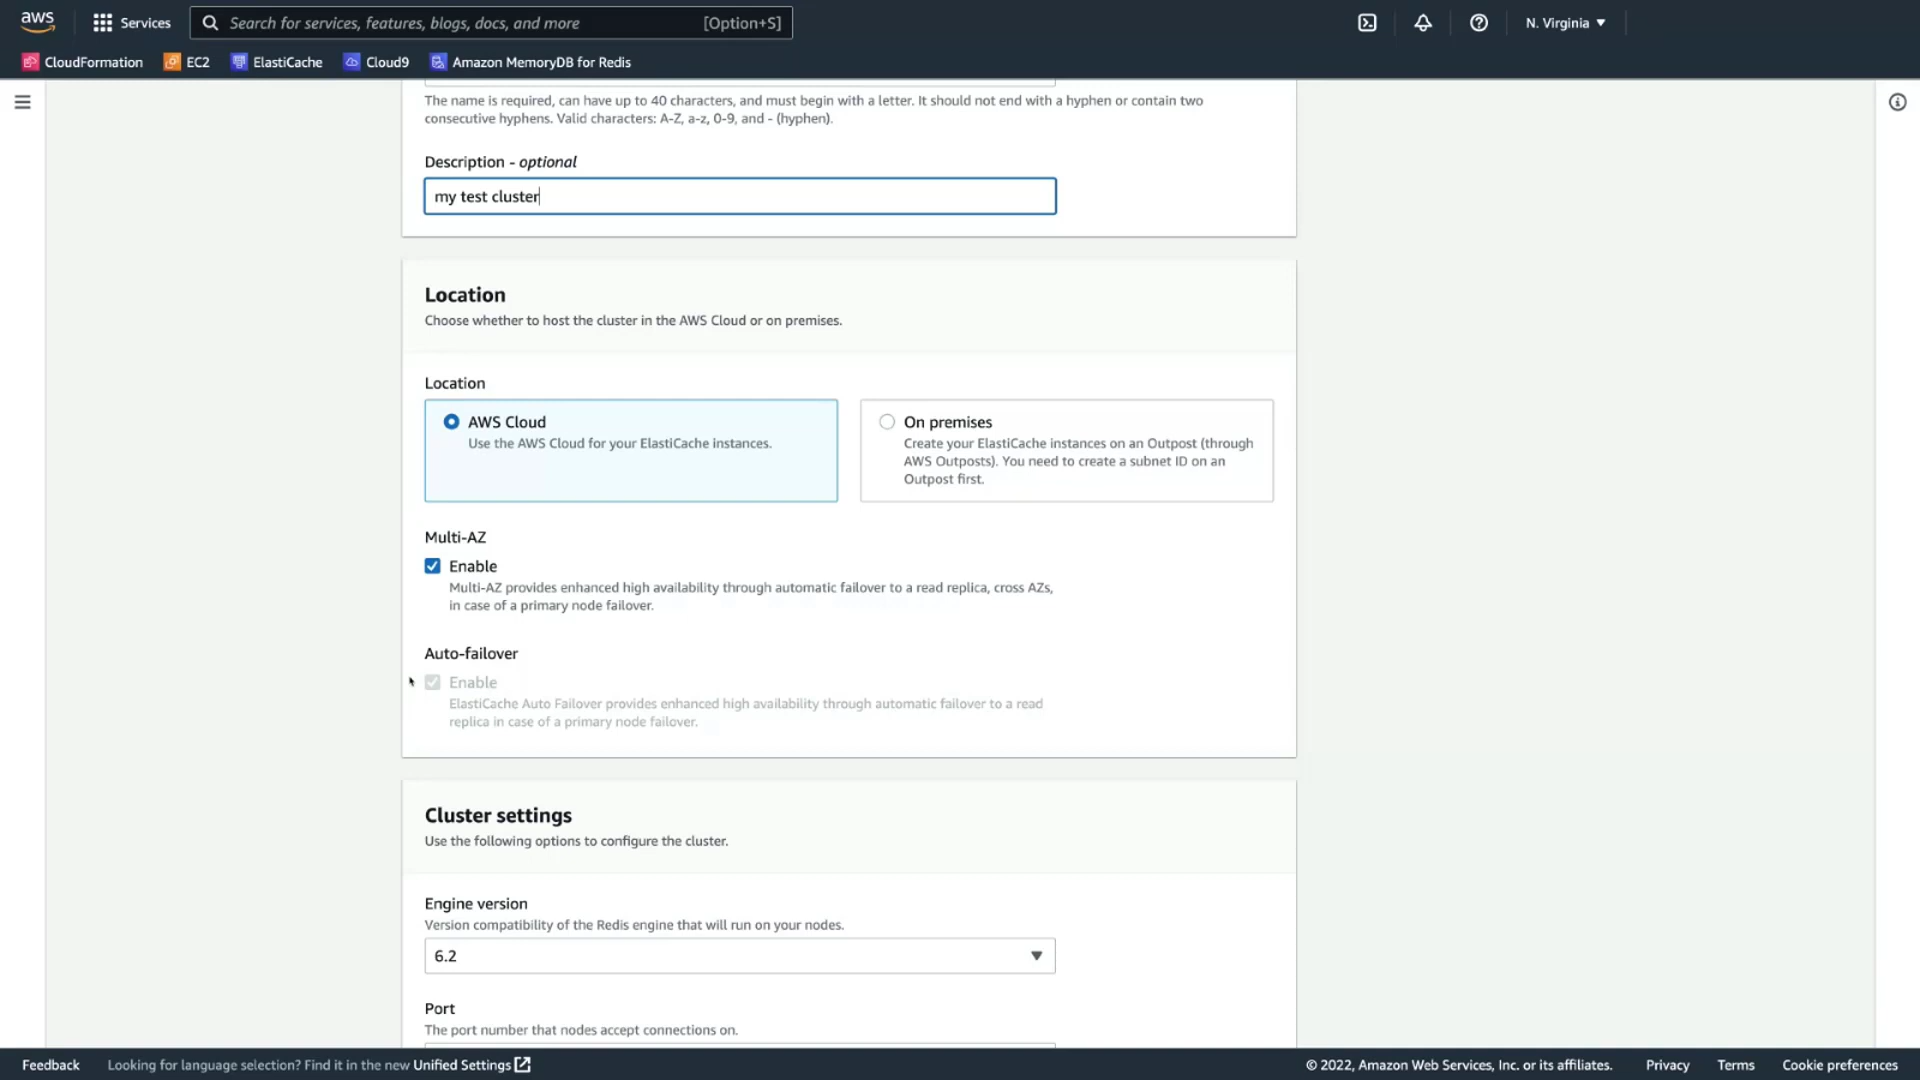 aws
Services
Search for services, features, blogs, docs, and more
[Option+S]
N. Virginia ▼
CloudFormation
EC2
ElastiCache
Cloud9
Amazon MemoryDB for Redis
The name is required, can have up to 40 characters, and must begin with a letter. It should not end with a hyphen or contain two
consecutive hyphens. Valid characters: A-Z, a-z, 0-9, and - (hyphen).
Description - optional
my test cluster
Location
Choose whether to host the cluster in the AWS Cloud or on premises.
Location
AWS Cloud
Use the AWS Cloud for your ElastiCache instances.
On premises
Create your ElastiCache instances on an Outpost (through
AWS Outposts). You need to create a subnet ID on an
Outpost first.
Multi-AZ
Enable
Multi-AZ provides enhanced high availability through automatic failover to a read replica, cross AZs,
in case of a primary node failover.
Auto-failover
Enable
ElastiCache Auto Failover provides enhanced high availability through automatic failover to a read
replica in case of a primary node failover.
Cluster settings
Use the following options to configure the cluster.
Engine version
Version compatibility of the Redis engine that will run on your nodes.
6.2
Port
The port number that nodes accept connections on.
Feedback
Looking for language selection? Find it in the new Unified Settings
© 2022, Amazon Web Services, Inc. or its affiliates.
Privacy
Terms
Cookie preferences